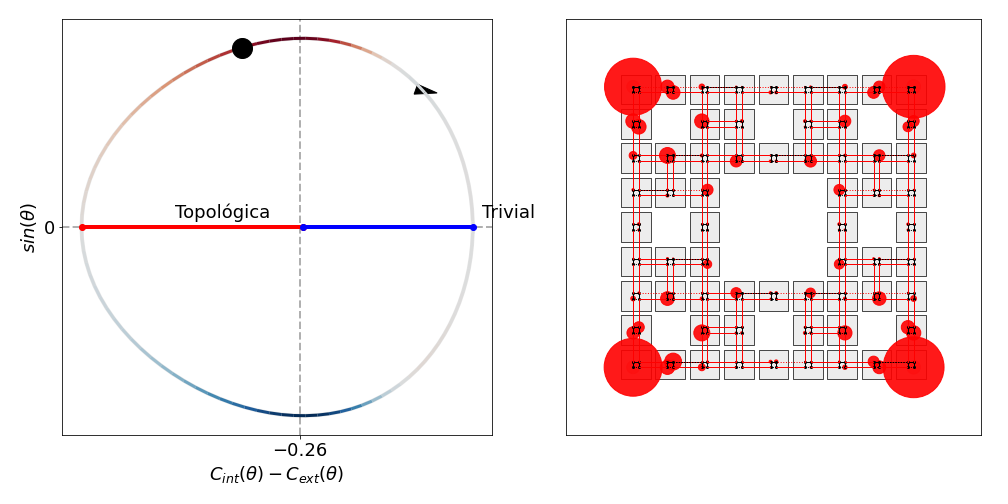 Topológica
Trivial
0
sin(θ)
−0.26
C_int(θ) − C_ext(θ)